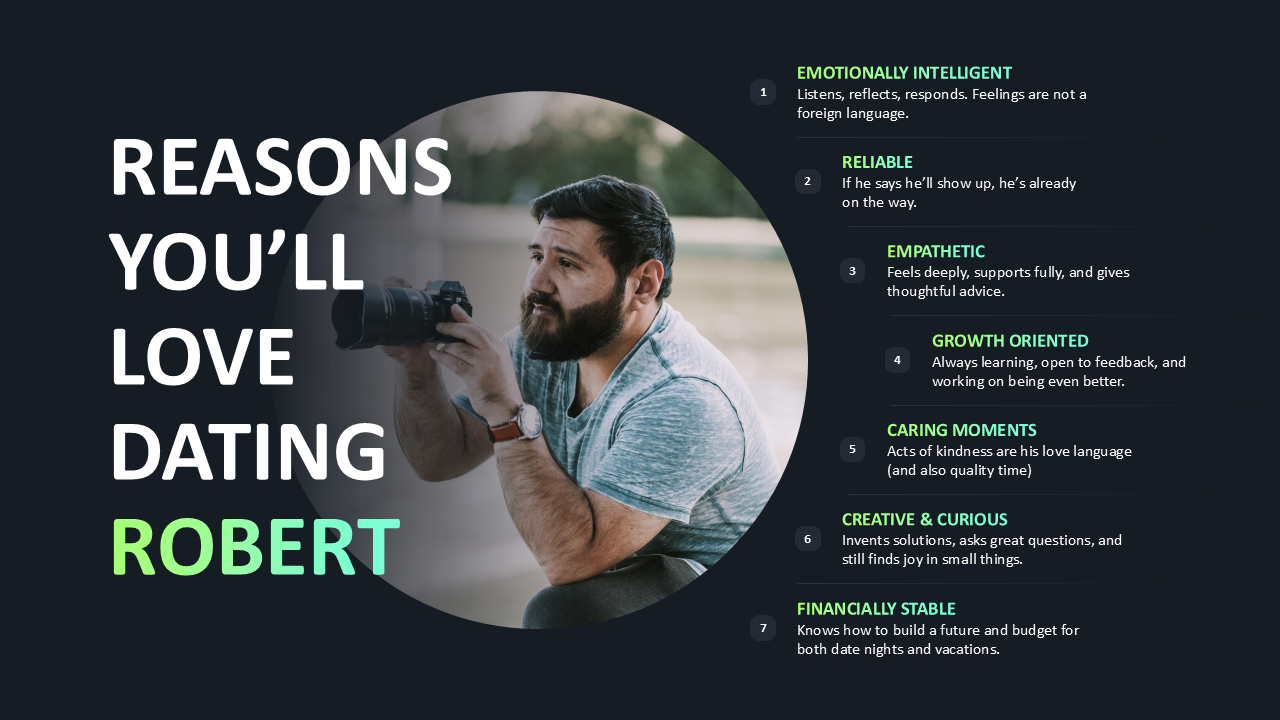 REASONS
YOU’LL
LOVE
DATING
ROBERT
1
EMOTIONALLY INTELLIGENT
Listens, reflects, responds. Feelings are not a
foreign language.
2
RELIABLE
If he says he’ll show up, he’s already
on the way.
3
EMPATHETIC
Feels deeply, supports fully, and gives
thoughtful advice.
4
GROWTH ORIENTED
Always learning, open to feedback, and
working on being even better.
5
CARING MOMENTS
Acts of kindness are his love language
(and also quality time)
6
CREATIVE & CURIOUS
Invents solutions, asks great questions, and
still finds joy in small things.
7
FINANCIALLY STABLE
Knows how to build a future and budget for
both date nights and vacations.